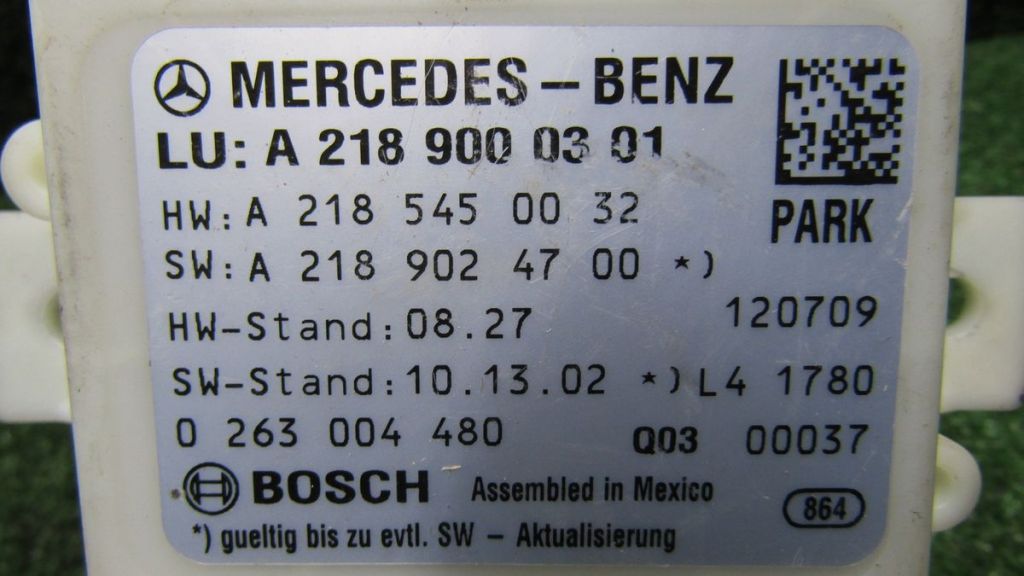 MERCEDES-BENZ
LU: A 218 900 03 01
HW: A 218 545 00 32
PARK
SW: A 218 902 47 00 *)
HW-Stand: 08.27 120709
SW-Stand: 10.13.02 *) L4 1780
0 263 004 480 Q03 00037
BOSCH Assembled in Mexico 864
*) gueltig bis zu evtl. SW - Aktualisierung